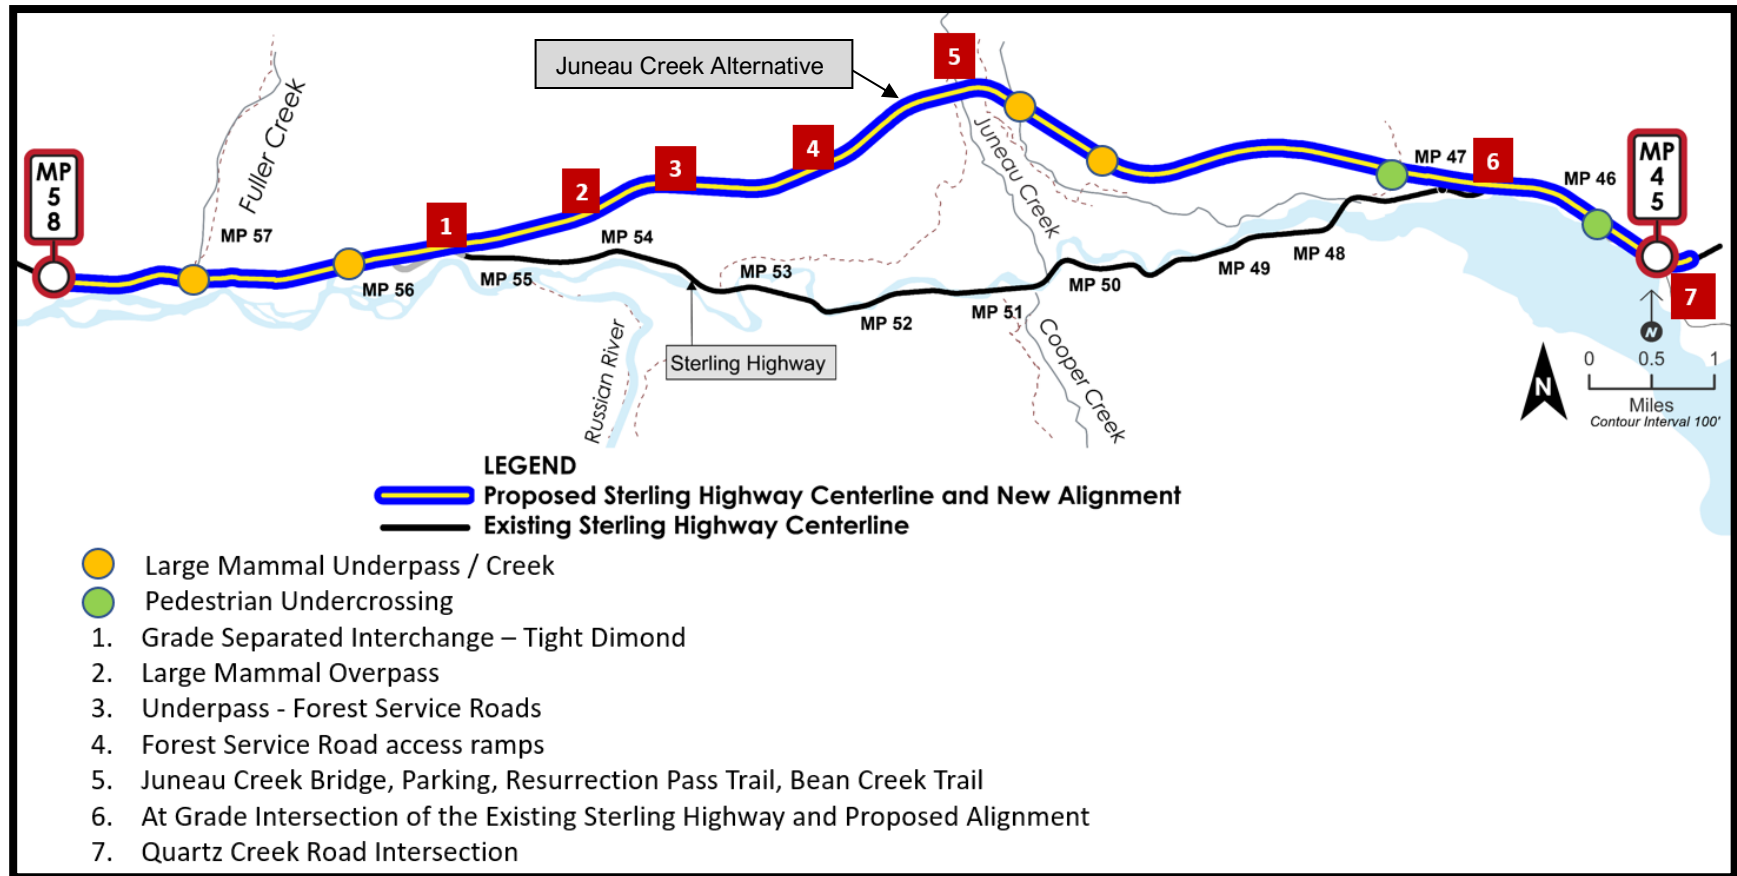 Juneau Creek Alternative
5
Fuller Creek
4
3
2
1
MP
5
8
MP 57
MP 56
MP 55
MP 54
MP 53
MP 52
MP 51
MP 50
MP 49
MP 48
MP 47
6
MP 46
MP
4
5
7
Juneau Creek
Cooper Creek
Russian River
Sterling Highway
N
N
0 0.5 1
Miles
Contour Interval 100'
LEGEND
Proposed Sterling Highway Centerline and New Alignment
Existing Sterling Highway Centerline
Large Mammal Underpass / Creek
Pedestrian Undercrossing
1. Grade Separated Interchange – Tight Dimond
2. Large Mammal Overpass
3. Underpass - Forest Service Roads
4. Forest Service Road access ramps
5. Juneau Creek Bridge, Parking, Resurrection Pass Trail, Bean Creek Trail
6. At Grade Intersection of the Existing Sterling Highway and Proposed Alignment
7. Quartz Creek Road Intersection